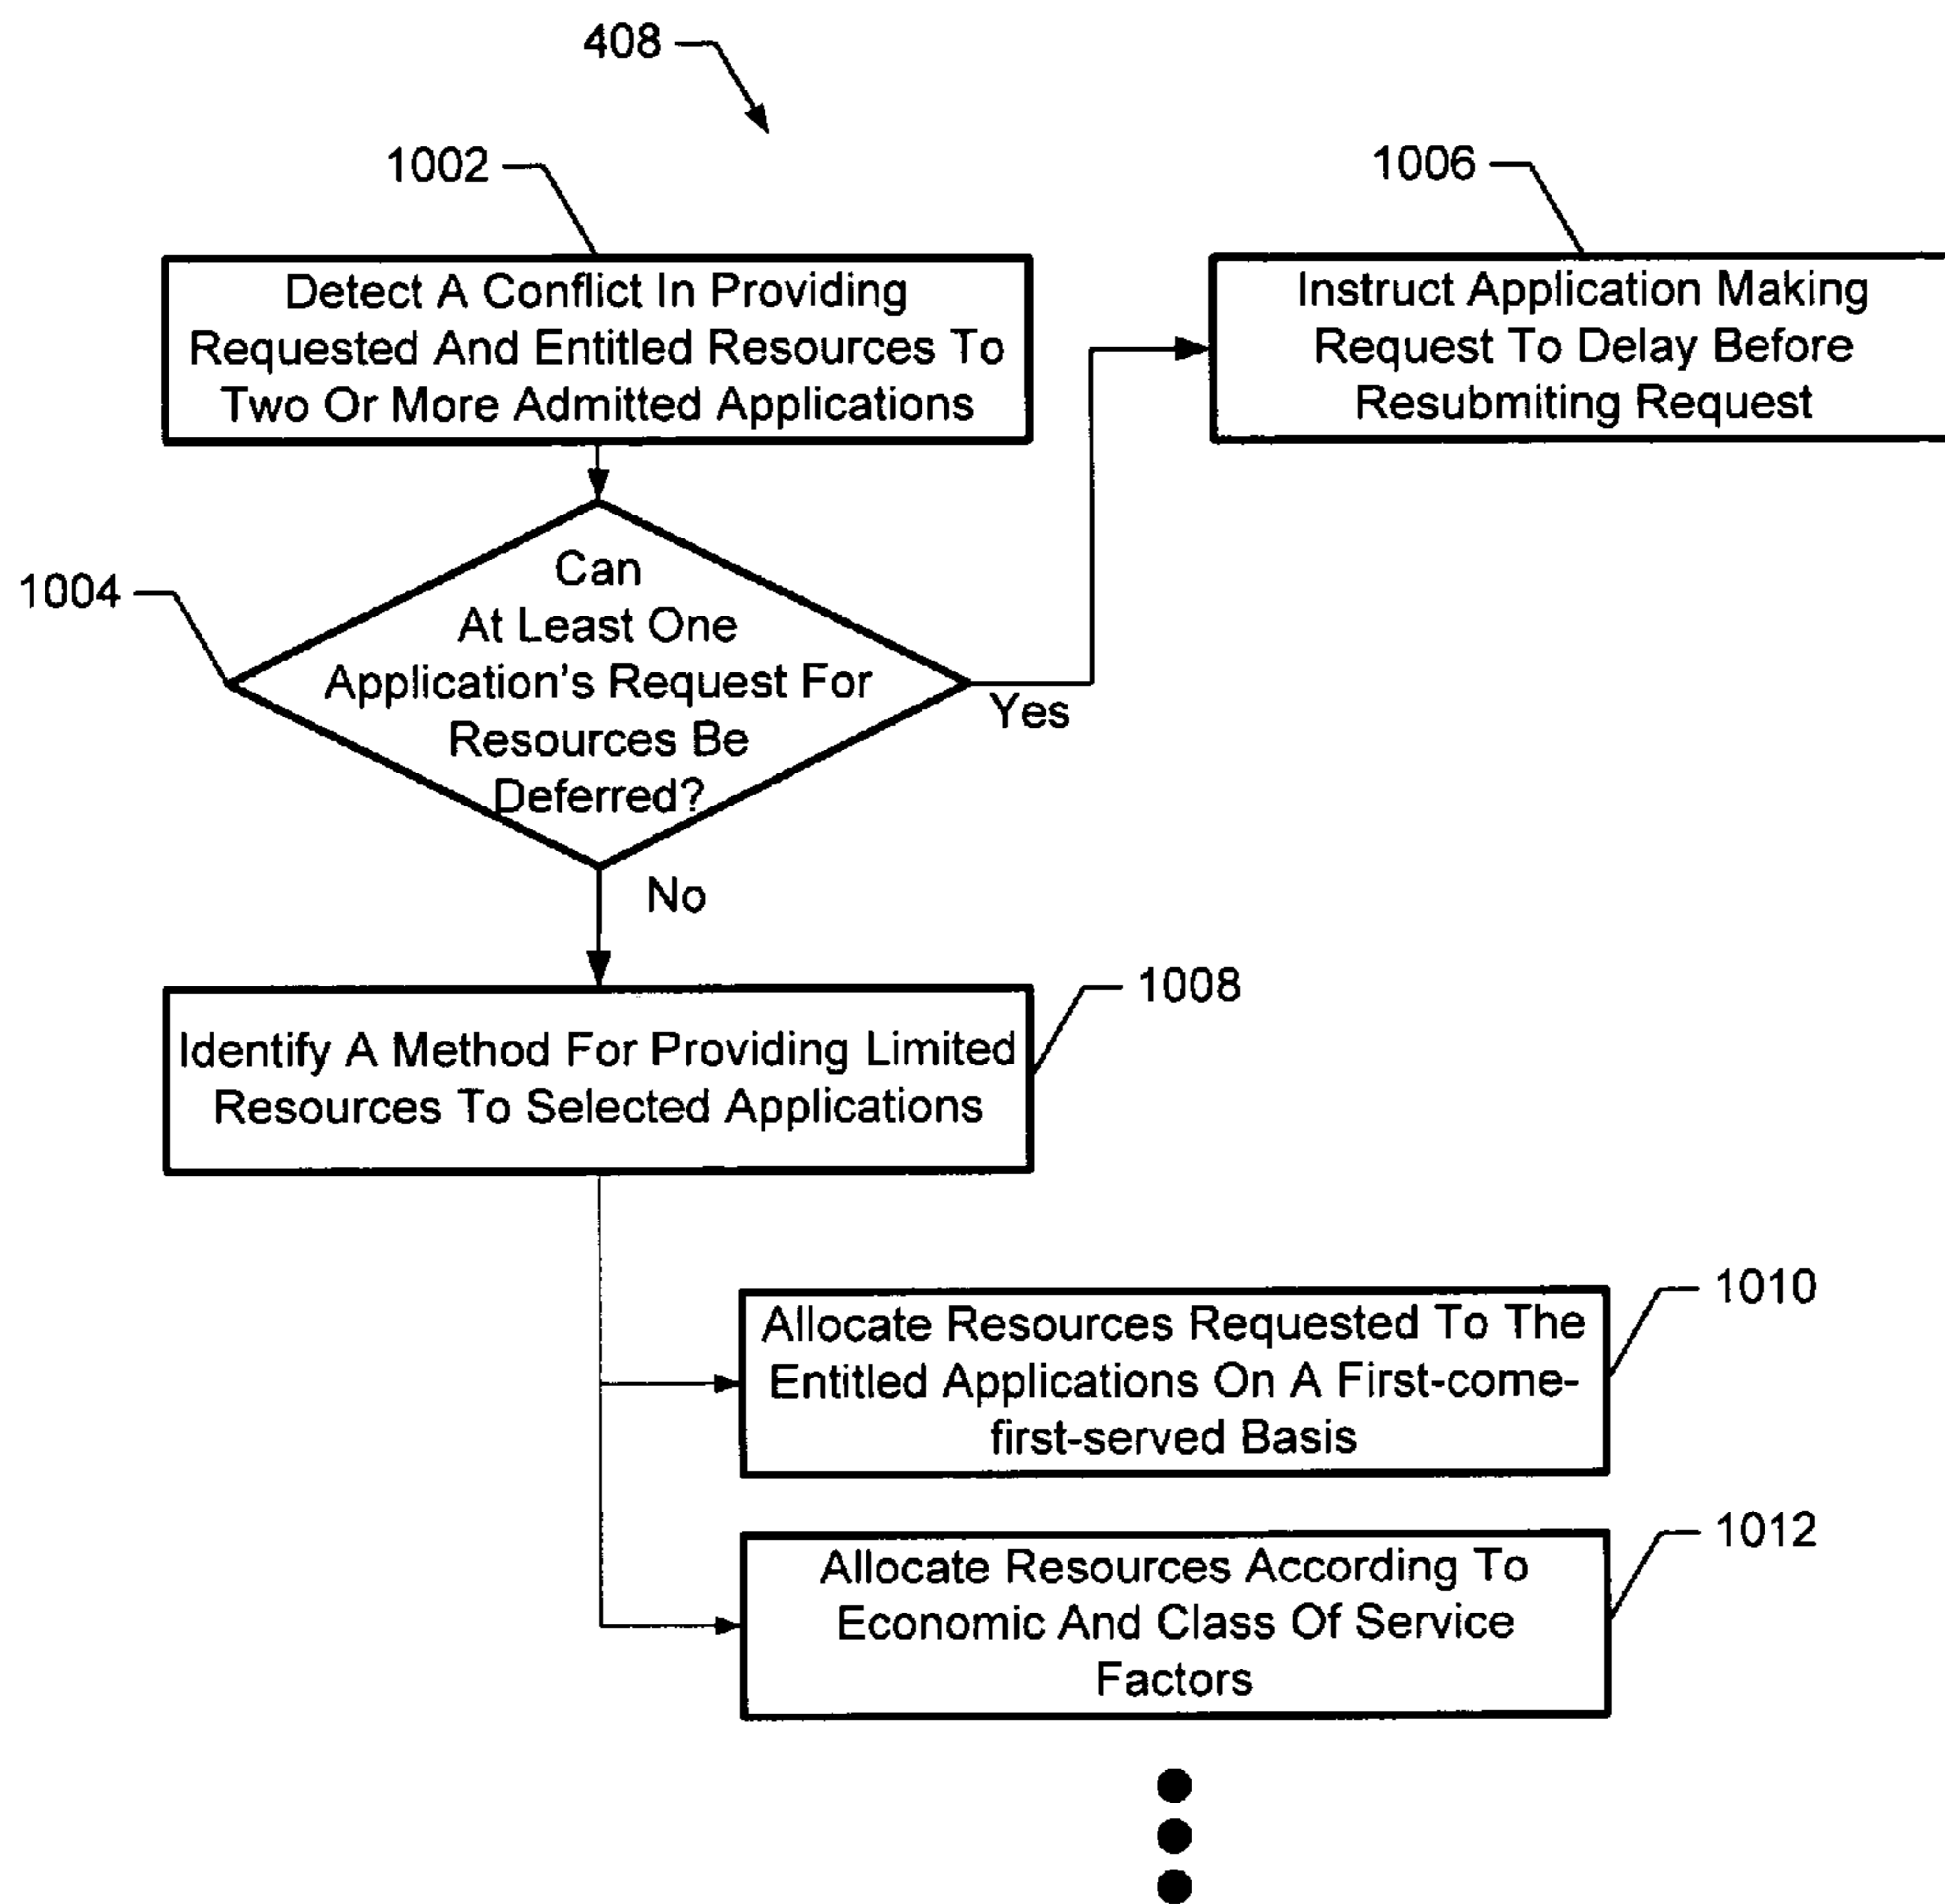 408
1002
Detect A Conflict In Providing
Requested And Entitled Resources To
Two Or More Admitted Applications
1006
Instruct Application Making
Request To Delay Before
Resubmiting Request
1004
Can
At Least One
Application's Request For
Resources Be
Deferred?
Yes
No
1008
Identify A Method For Providing Limited
Resources To Selected Applications
1010
Allocate Resources Requested To The
Entitled Applications On A First-come-
first-served Basis
1012
Allocate Resources According To
Economic And Class Of Service
Factors